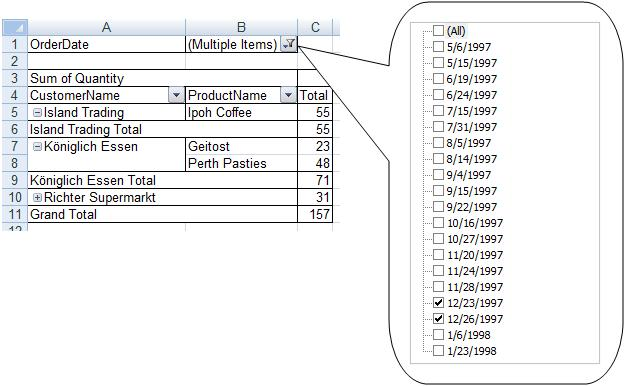 A B C
1 OrderDate (Multiple Items)
2
3 Sum of Quantity
4 CustomerName ProductName Total
5 Island Trading Ipoh Coffee 55
6 Island Trading Total 55
7 Königlich Essen Geitost 23
8 Perth Pasties 48
9 Königlich Essen Total 71
10 Richter Supermarkt 31
11 Grand Total 157
12
(All)
5/6/1997
5/15/1997
6/19/1997
6/24/1997
7/15/1997
7/31/1997
8/5/1997
8/14/1997
9/4/1997
9/15/1997
9/22/1997
10/16/1997
10/27/1997
11/20/1997
11/24/1997
11/28/1997
12/23/1997
12/26/1997
1/6/1998
1/23/1998